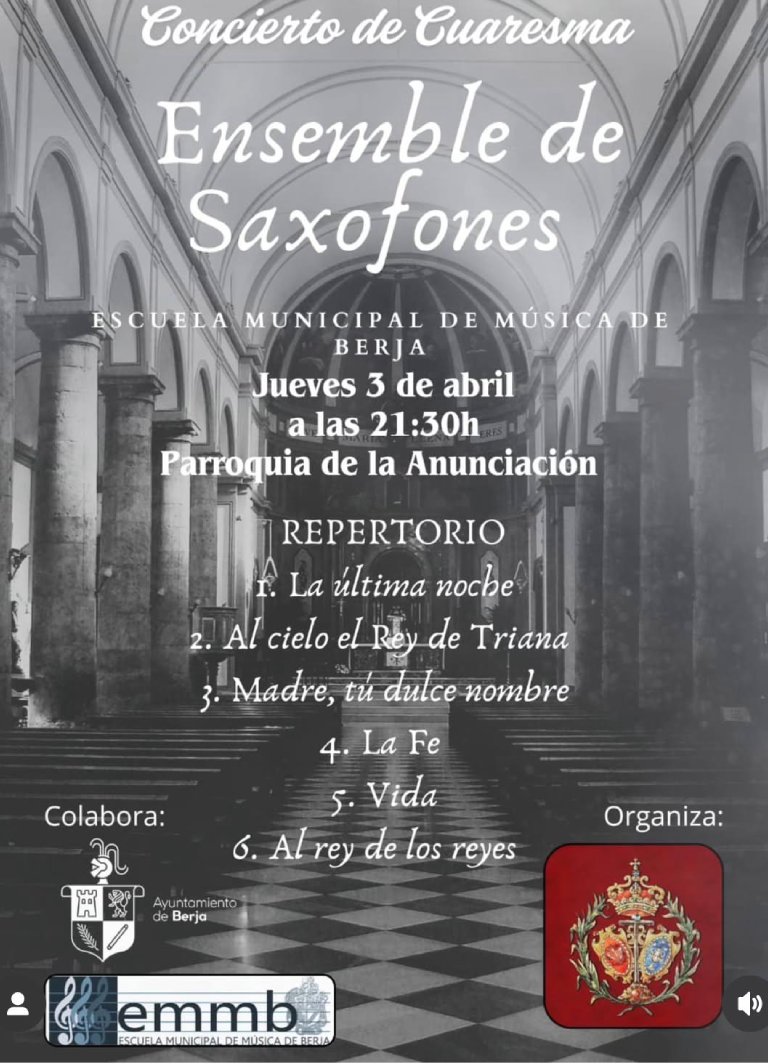 Concierto de Cuaresma
Ensemble de
Saxofones
ESCUELA MUNICIPAL DE MÚSICA DE
BERJA
Jueves 3 de abril
a las 21:30h
Parroquia de la Anunciación
REPERTORIO
1. La última noche
2. Al cielo el Rey de Triana
3. Madre, tú dulce nombre
4. La Fe
5. Vida
6. Al rey de los reyes
Colabora:
Organiza:
Ayuntamiento
de Berja
emmb
ESCUELA MUNICIPAL DE MÚSICA DE BERJA